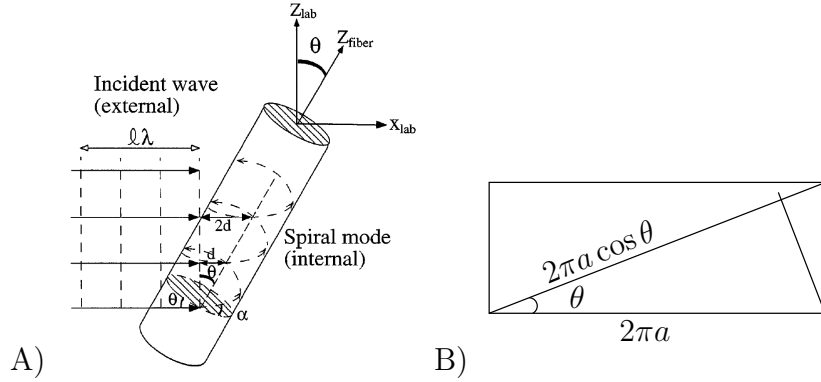 Z_lab
θ
Z_fiber
Incident wave
(external)
ℓλ
x_lab
2d
Spiral mode
(internal)
d
θ
θ
α
A)
2πa cos θ
θ
2πa
B)